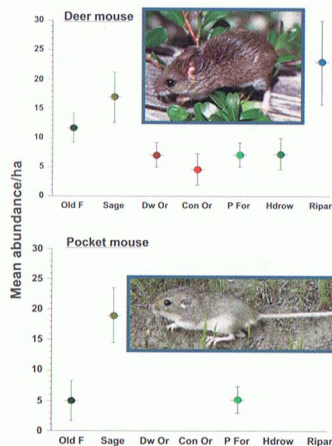 Deer mouse
30
25
20
15
10
5
0
Old F Sage Dw Or Con Or P For Hdrow Ripar
Mean abundance/ha
Pocket mouse
30
25
20
15
10
5
0
Old F Sage Dw Or Con Or P For Hdrow Ripar